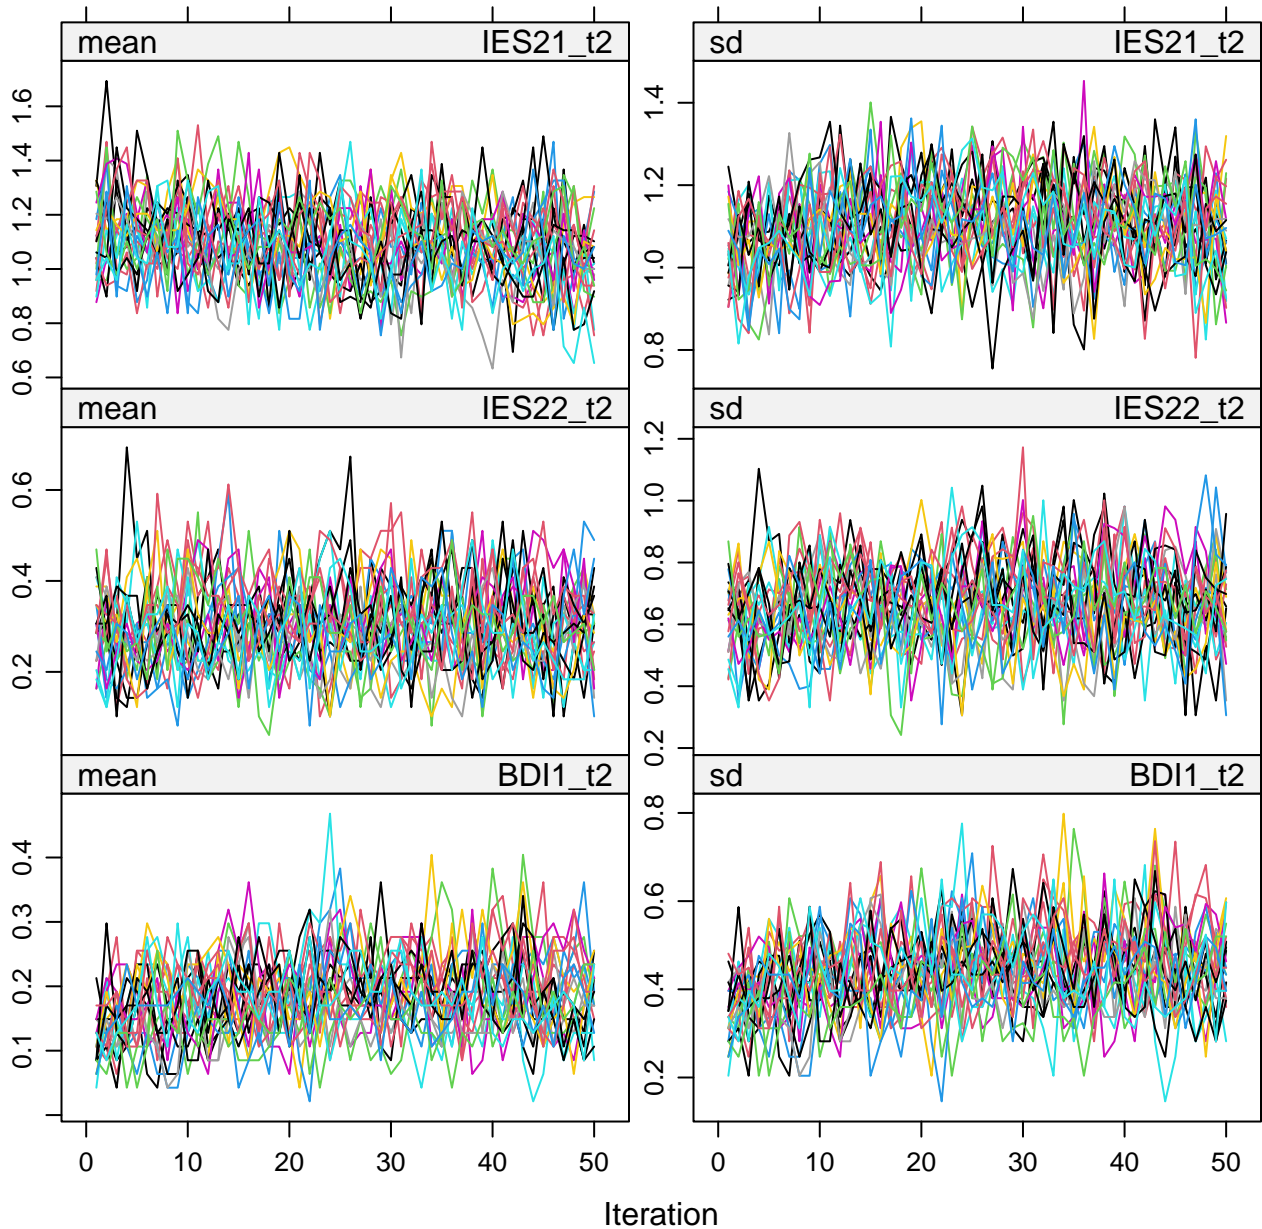 mean IES21_t2
sd IES21_t2
0.6 0.8 1.0 1.2 1.4 1.6
0.8 1.0 1.2 1.4
mean IES22_t2
sd IES22_t2
0.2 0.4 0.6
0.2 0.4 0.6 0.8 1.0 1.2
mean BDI1_t2
sd BDI1_t2
0.1 0.2 0.3 0.4
0.2 0.4 0.6 0.8
0 10 20 30 40 50
0 10 20 30 40 50
Iteration